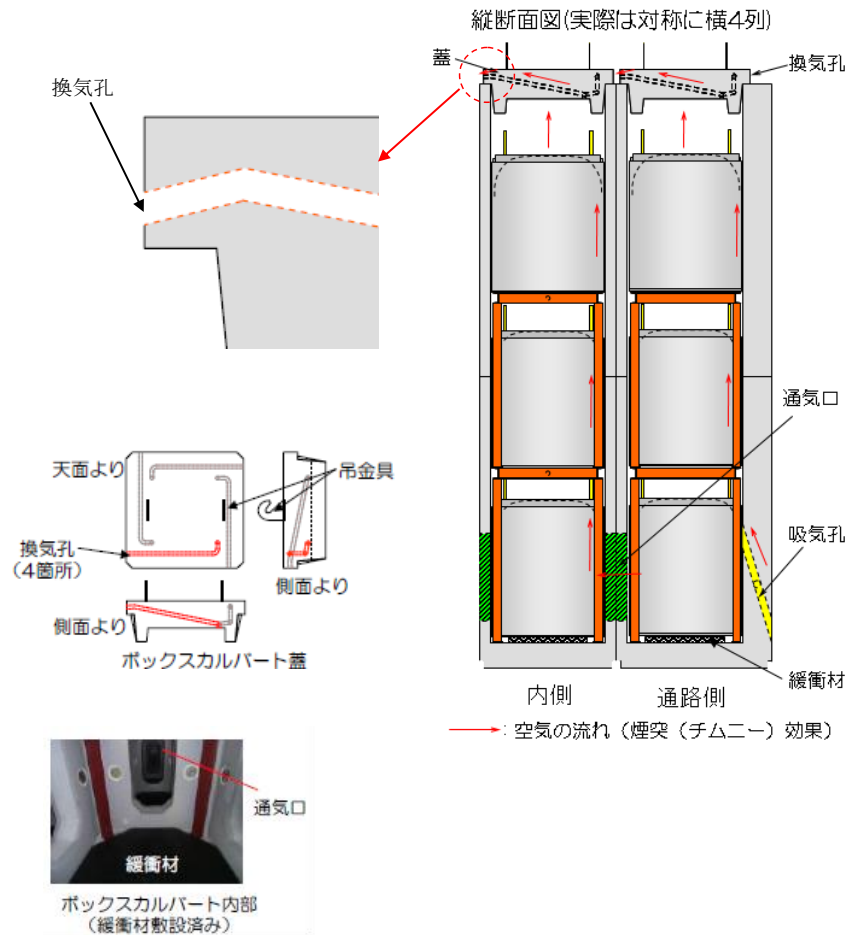 縦断面図(実際は対称に横4列)
蓋
換気孔
換気孔
通気口
天面より
吊金具
換気孔
(4箇所)
側面より
側面より
ボックスカルバート蓋
吸気孔
緩衝材
内側
通路側
:空気の流れ(煙突(チムニー)効果)
通気口
緩衝材
ボックスカルバート内部
(緩衝材敷設済み)